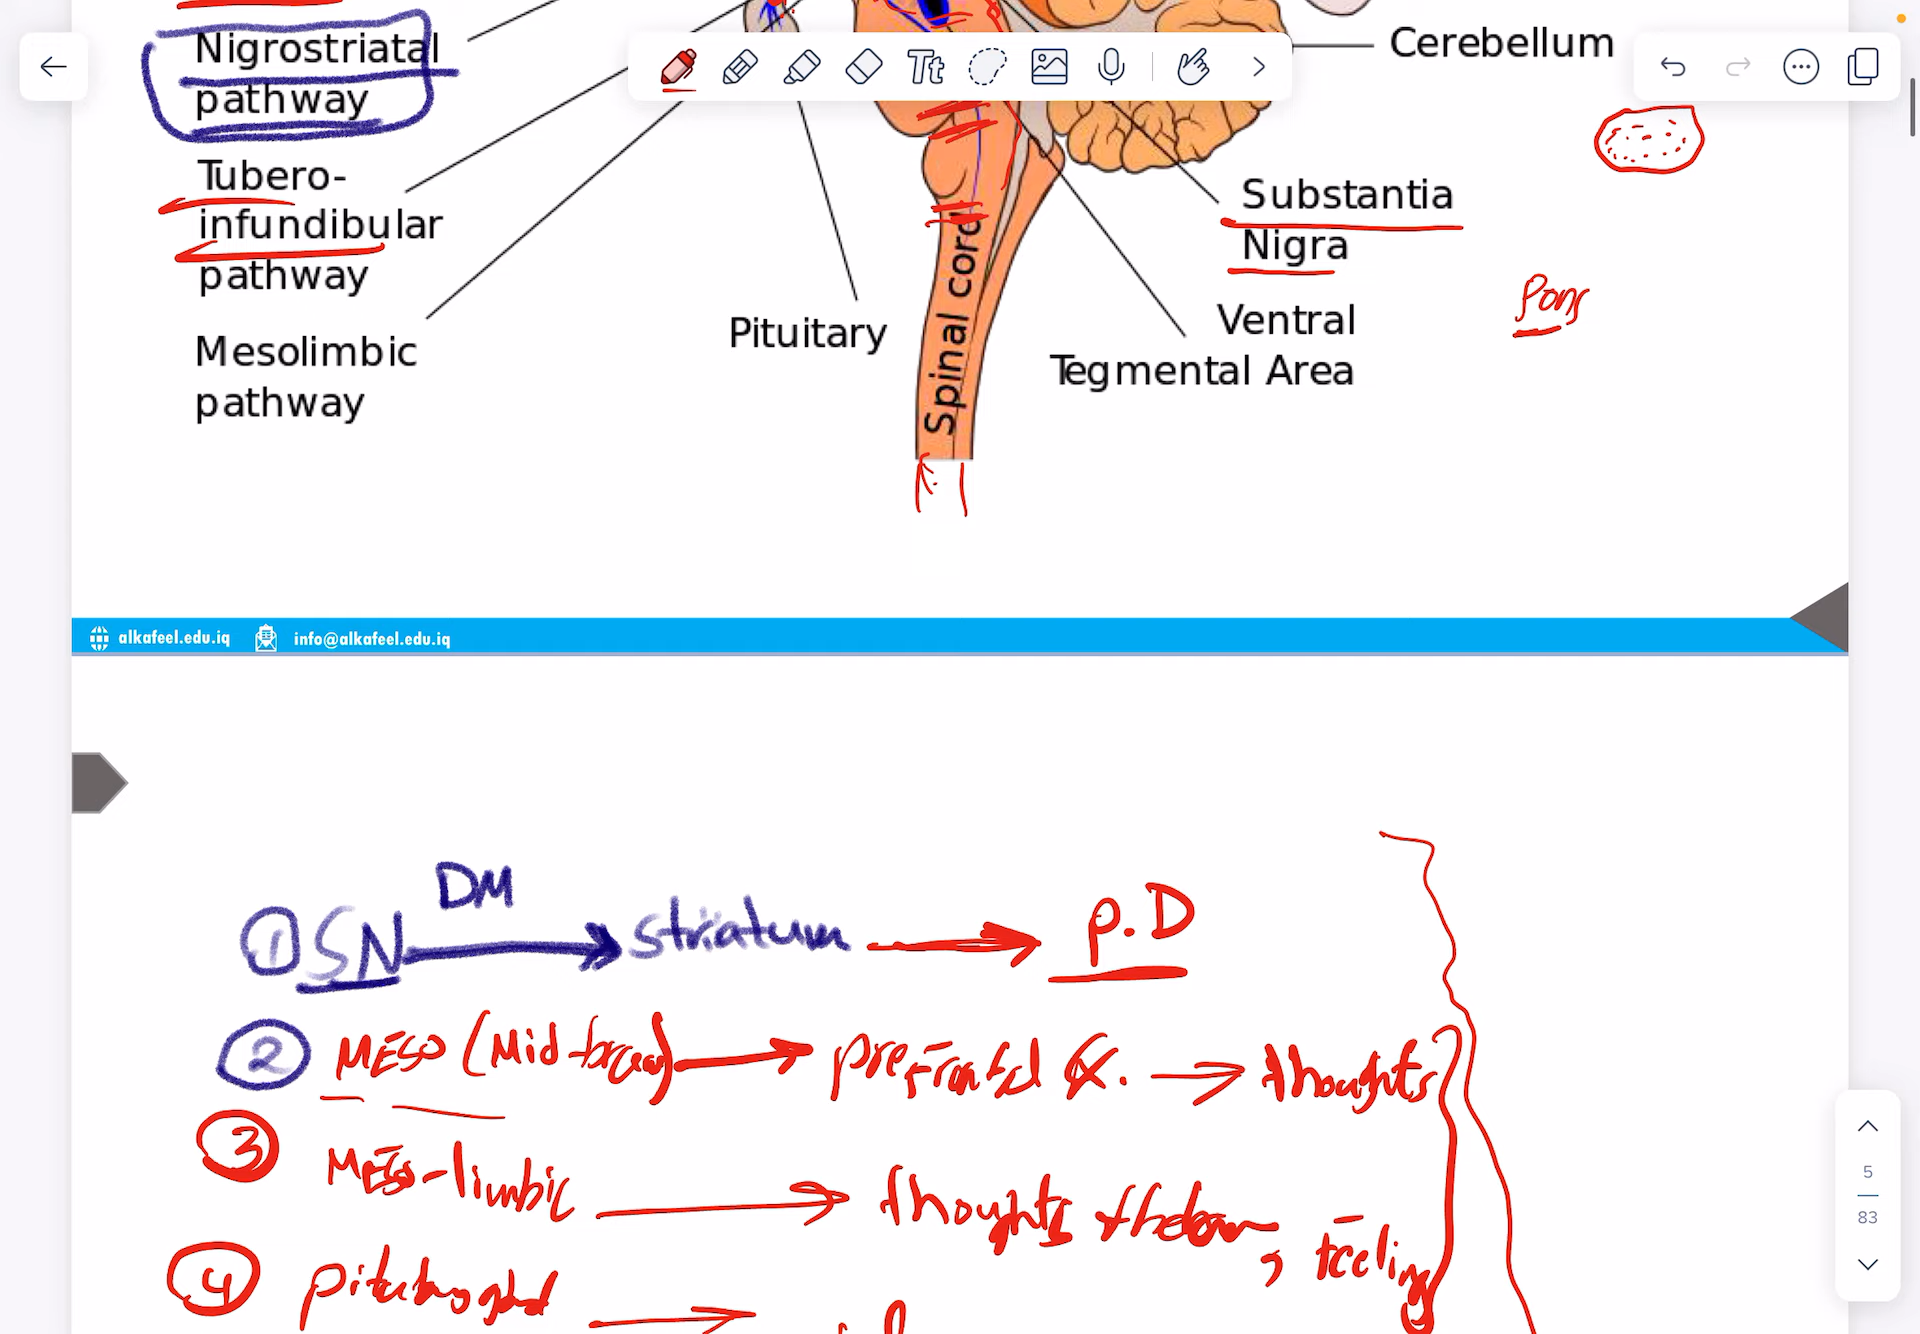 Nigrostriatal
pathway
Cerebellum
Tubero-
infundibular
pathway
Substantia
Nigra
Pons
Mesolimbic
pathway
Pituitary
Spinal cord
Ventral
Tegmental Area
Tt
alkafeel.edu.iq info@alkafeel.edu.iq
DM
① SN striatum P.D
② MESO (Mid-brain) prefrontal thoughts
③ Meso-limbic thoughts feeling
④
5
83